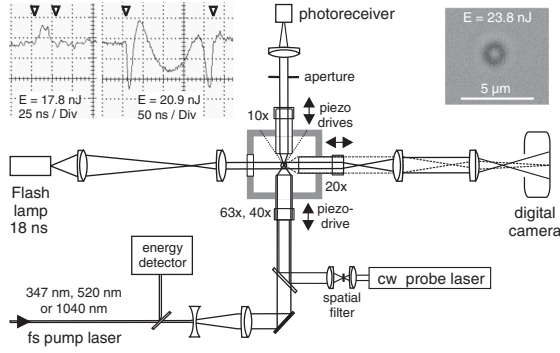 E = 17.8 nJ
25 ns / Div
E = 20.9 nJ
50 ns / Div
photoreceiver
E = 23.8 nJ
5 µm
aperture
10x
piezo
drives
Flash
lamp
18 ns
20x
63x, 40x
piezo-
drive
digital
camera
energy
detector
cw probe laser
spatial
filter
347 nm, 520 nm
or 1040 nm
fs pump laser